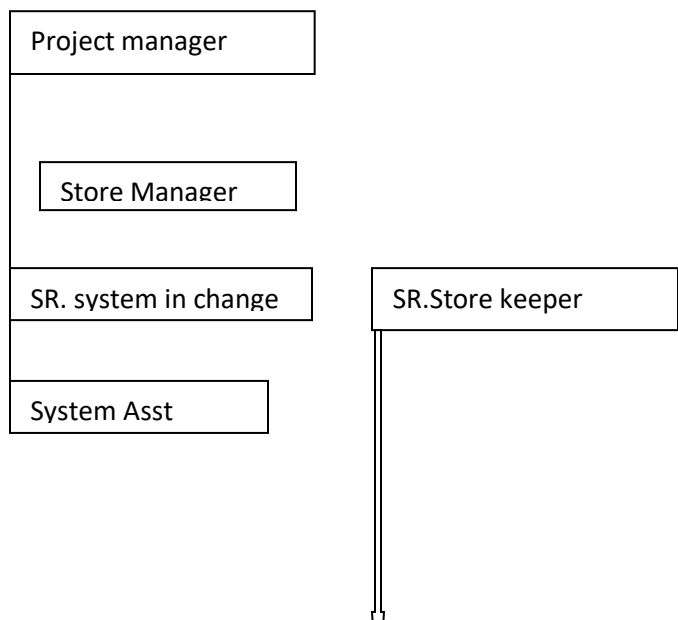 Project manager
Store Manager
SR. system in change
SR.Store keeper
System Asst